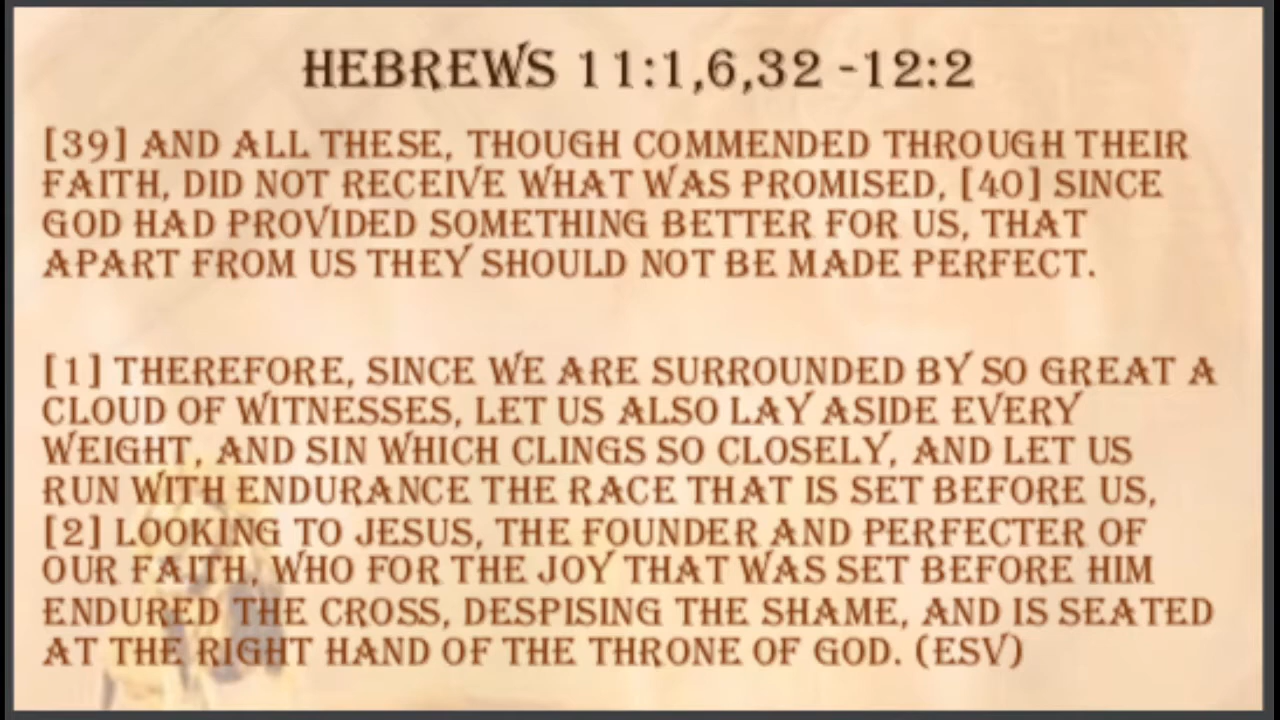 HEBREWS 11:1,6,32 -12:2
[39] AND ALL THESE, THOUGH COMMENDED THROUGH THEIR
FAITH, DID NOT RECEIVE WHAT WAS PROMISED, [40] SINCE
GOD HAD PROVIDED SOMETHING BETTER FOR US, THAT
APART FROM US THEY SHOULD NOT BE MADE PERFECT.
[1] THEREFORE, SINCE WE ARE SURROUNDED BY SO GREAT A
CLOUD OF WITNESSES, LET US ALSO LAY ASIDE EVERY
WEIGHT, AND SIN WHICH CLINGS SO CLOSELY, AND LET US
RUN WITH ENDURANCE THE RACE THAT IS SET BEFORE US,
[2] LOOKING TO JESUS, THE FOUNDER AND PERFECTER OF
OUR FAITH, WHO FOR THE JOY THAT WAS SET BEFORE HIM
ENDURED THE CROSS, DESPISING THE SHAME, AND IS SEATED
AT THE RIGHT HAND OF THE THRONE OF GOD. (ESV)